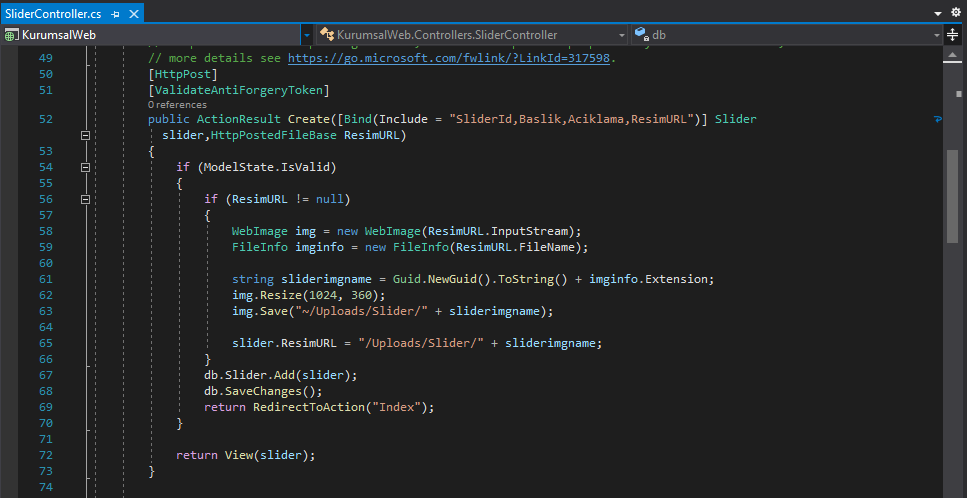 SliderController.cs
KurumsalWeb
KurumsalWeb.Controllers.SliderController
db
49 // more details see https://go.microsoft.com/fwlink/?LinkId=317598.
50 [HttpPost]
51 [ValidateAntiForgeryToken]
0 references
52 public ActionResult Create([Bind(Include = "SliderId,Baslik,Aciklama,ResimURL")] Slider
slider,HttpPostedFileBase ResimURL)
53 {
54 if (ModelState.IsValid)
55 {
56 if (ResimURL != null)
57 {
58 WebImage img = new WebImage(ResimURL.InputStream);
59 FileInfo imginfo = new FileInfo(ResimURL.FileName);
60
61 string sliderimgname = Guid.NewGuid().ToString() + imginfo.Extension;
62 img.Resize(1024, 360);
63 img.Save("~/Uploads/Slider/" + sliderimgname);
64
65 slider.ResimURL = "/Uploads/Slider/" + sliderimgname;
66 }
67 db.Slider.Add(slider);
68 db.SaveChanges();
69 return RedirectToAction("Index");
70 }
71
72 return View(slider);
73 }
74